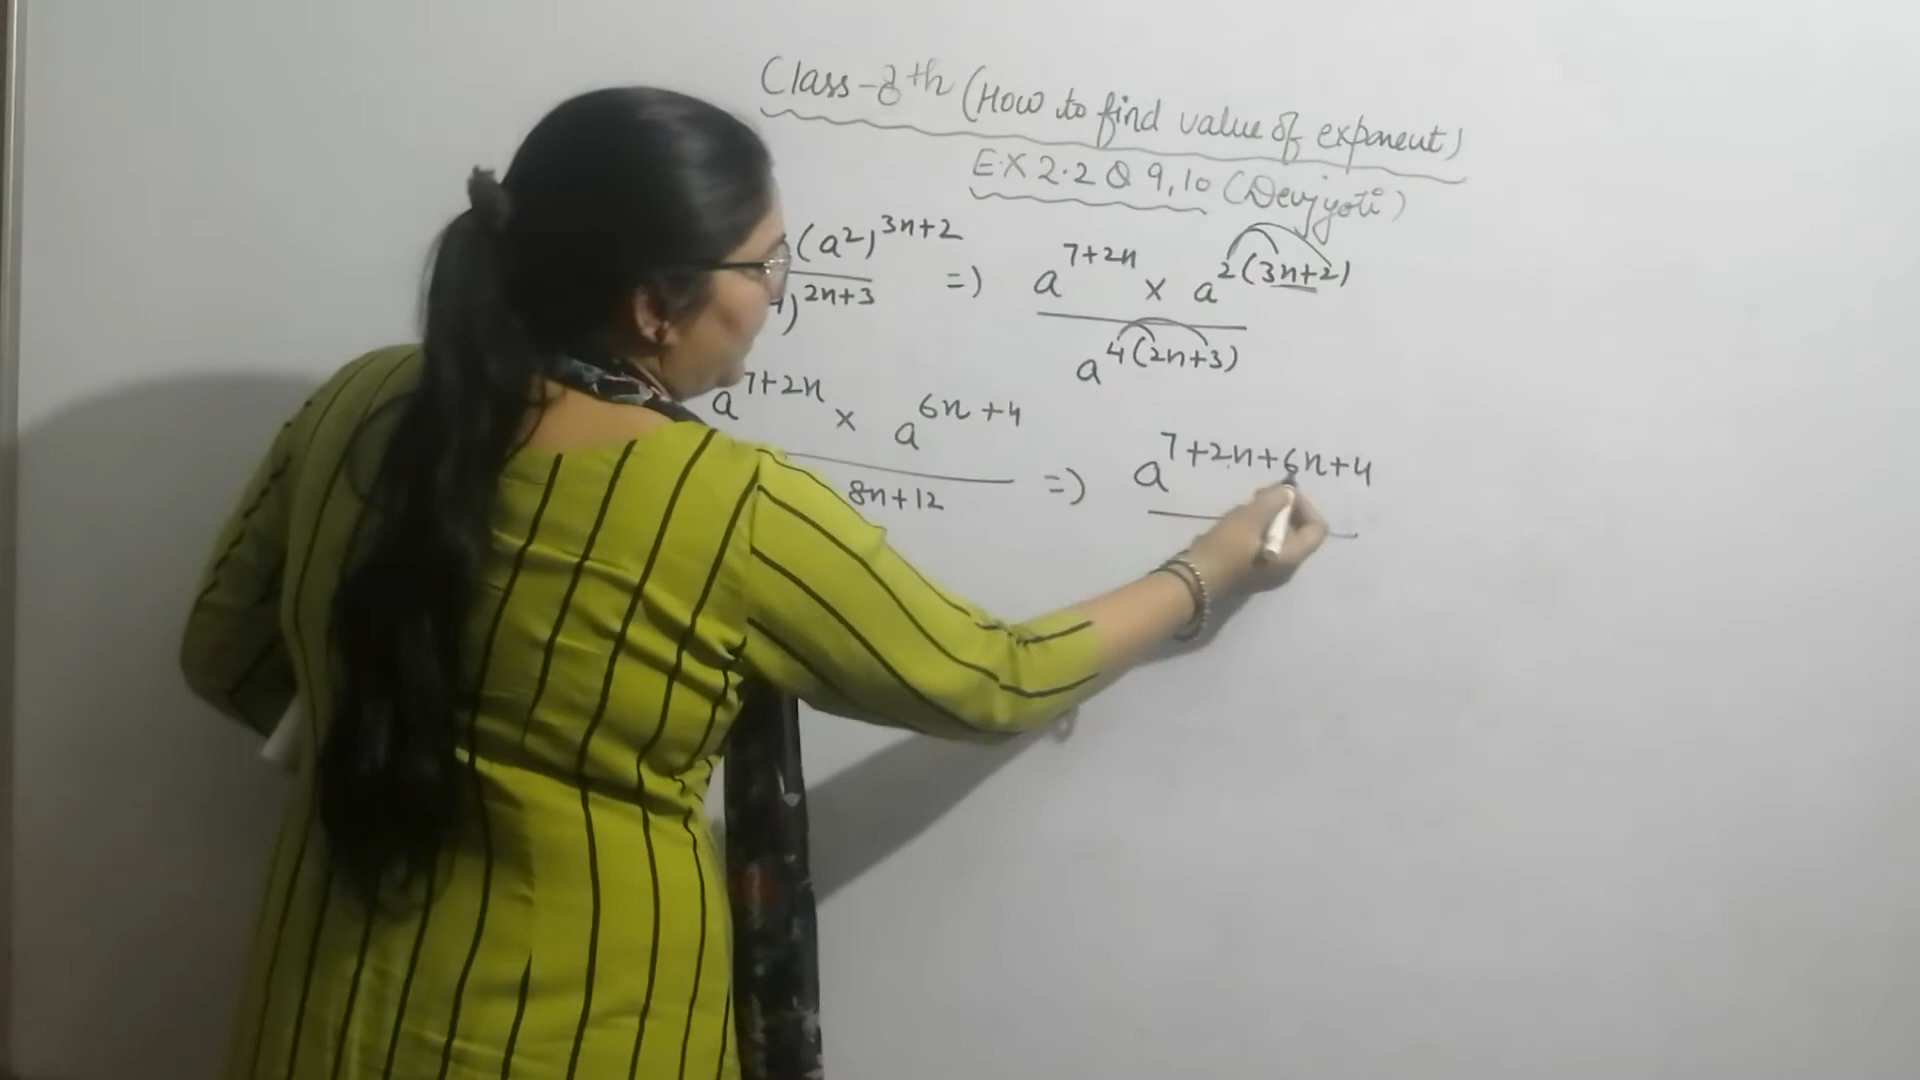 Class-8th (How to find value of exponent)
EX 2.2 Q 9,10 (Devjyoti)
(a²)^3n+2 =) a^7+2n × a^2(3n+2)
)^2n+3 a^4(2n+3)
a^7+2n × a^6n+4 =) a^7+2n+6n+4
8n+12